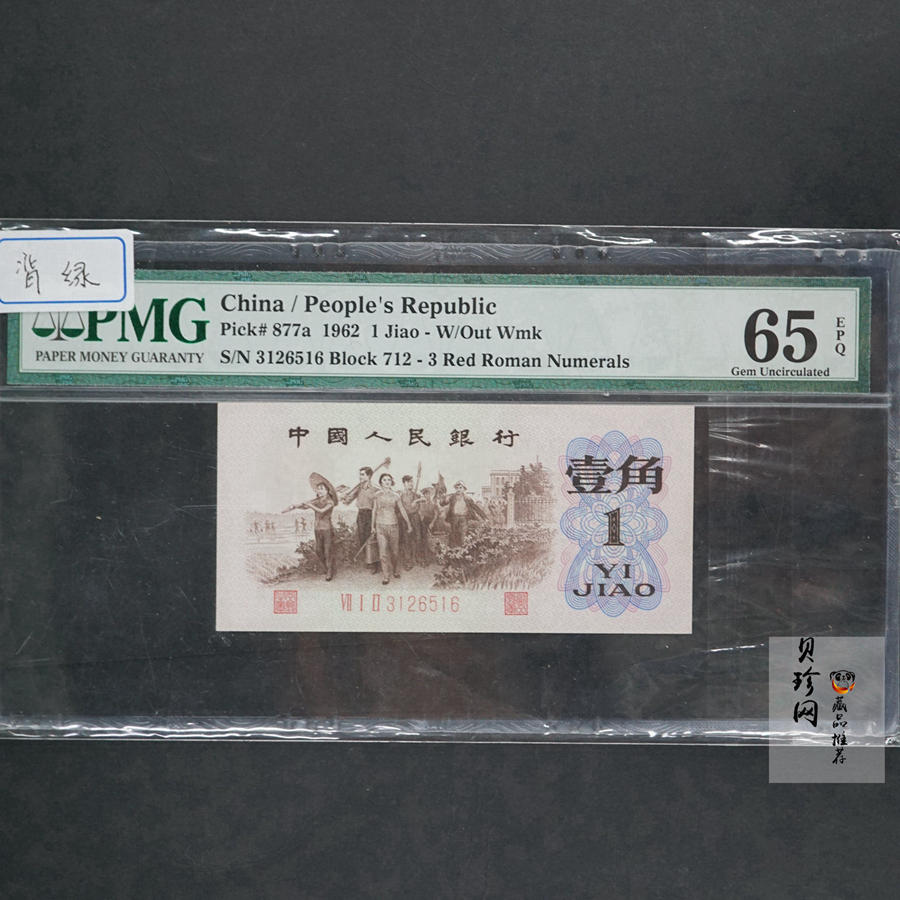 背绿
PMG
PAPER MONEY GUARANTY
China / People's Republic
Pick# 877a 1962 1 Jiao - W/Out Wmk
S/N 3126516 Block 712 - 3 Red Roman Numerals
65
EPQ
Gem Uncirculated
中國人民銀行
壹角
1
YI
JIAO
VII I II 3126516
贝珍网
藏品推荐